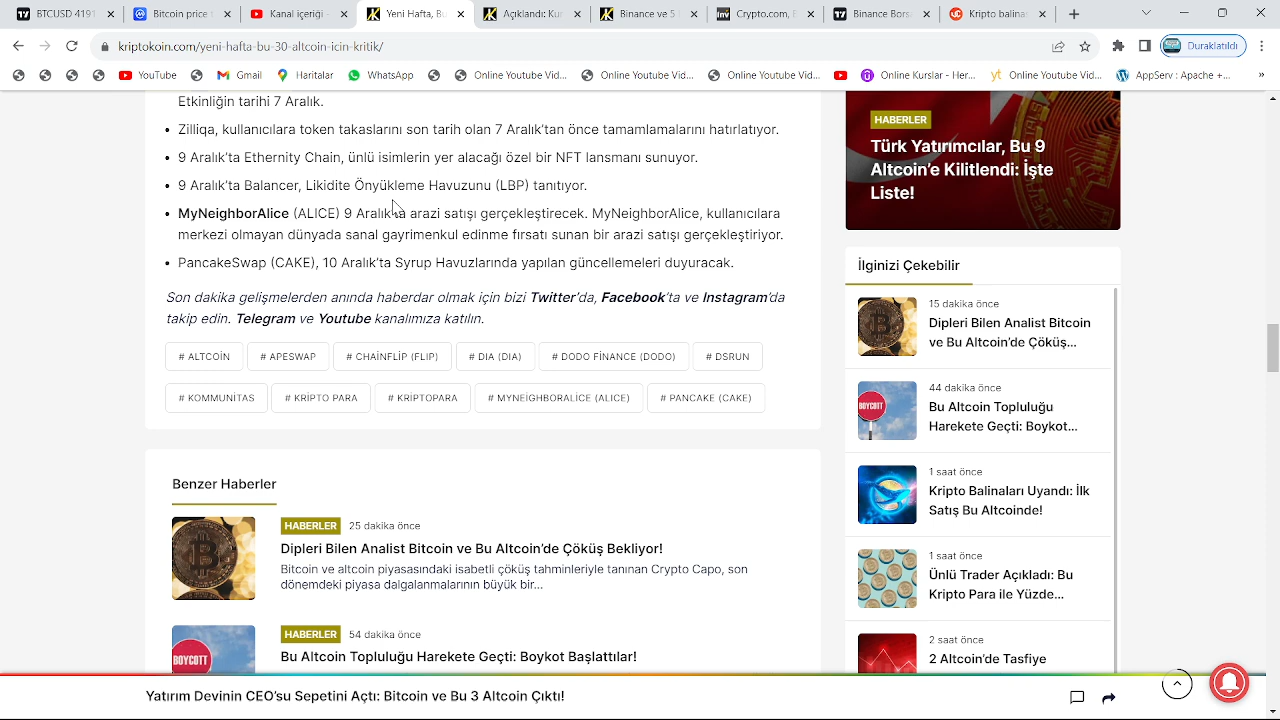 BTCUSD 4191
Bitcoin price t
Kanal içeriği -
Yeni Hafta, Bu
Binance ve 5 B
Crypto.com, E
Binance Borsa
Kripto balinas
kriptokoin.com/yeni-hafta-bu-30-altcoin-icin-kritik/
Duraklatıldı
YouTube
Gmail
Haritalar
WhatsApp
Online Youtube Vid...
Online Youtube Vid...
Online Youtube Vid...
Online Kurslar - Her...
Online Youtube Vid...
AppServ : Apache +...
Etkinliğin tarihi 7 Aralık.
• Zilliqa, kullanıcılara token takaslarını son tarih olan 7 Aralık'tan önce tamamlamalarını hatırlatıyor.
• 9 Aralık'ta Ethernity Chain, ünlü isimlerin yer alacağı özel bir NFT lansmanı sunuyor.
• 9 Aralık'ta Balancer, Likidite Önyükleme Havuzunu (LBP) tanıtıyor.
• MyNeighborAlice (ALICE) 9 Aralık'ta arazi satışı gerçekleştirecek. MyNeighborAlice, kullanıcılara
merkezi olmayan dünyada sanal gayrimenkul edinme fırsatı sunan bir arazi satışı gerçekleştiriyor.
• PancakeSwap (CAKE), 10 Aralık'ta Syrup Havuzlarında yapılan güncellemeleri duyuracak.
Son dakika gelişmelerden anında haberdar olmak için bizi Twitter'da, Facebook'ta ve Instagram'da
takip edin. Telegram ve Youtube kanalımıza katılın.
# ALTCOİN
# APESWAP
# CHAİNFLİP (FLIP)
# DIA (DIA)
# DODO FİNANCE (DODO)
# DSRUN
# KOMMUNİTAS
# KRİPTO PARA
# KRİPTOPARA
# MYNEİGHBORALİCE (ALICE)
# PANCAKE (CAKE)
Benzer Haberler
HABERLER 25 dakika önce
Dipleri Bilen Analist Bitcoin ve Bu Altcoin'de Çöküş Bekliyor!
Bitcoin ve altcoin piyasasındaki isabetli çöküş tahminleriyle tanınan Crypto Capo, son
dönemdeki piyasa dalgalanmalarının büyük bir...
BOYCOTT
HABERLER 54 dakika önce
Bu Altcoin Topluluğu Harekete Geçti: Boykot Başlattılar!
HABERLER
Türk Yatırımcılar, Bu 9
Altcoin'e Kilitlendi: İşte
Liste!
İlginizi Çekebilir
15 dakika önce
Dipleri Bilen Analist Bitcoin
ve Bu Altcoin'de Çöküş...
BOYCOTT
44 dakika önce
Bu Altcoin Topluluğu
Harekete Geçti: Boykot...
1 saat önce
Kripto Balinaları Uyandı: İlk
Satış Bu Altcoinde!
1 saat önce
Ünlü Trader Açıkladı: Bu
Kripto Para ile Yüzde...
2 saat önce
2 Altcoin'de Tasfiye
Yatırım Devinin CEO'su Sepetini Açtı: Bitcoin ve Bu 3 Altcoin Çıktı!